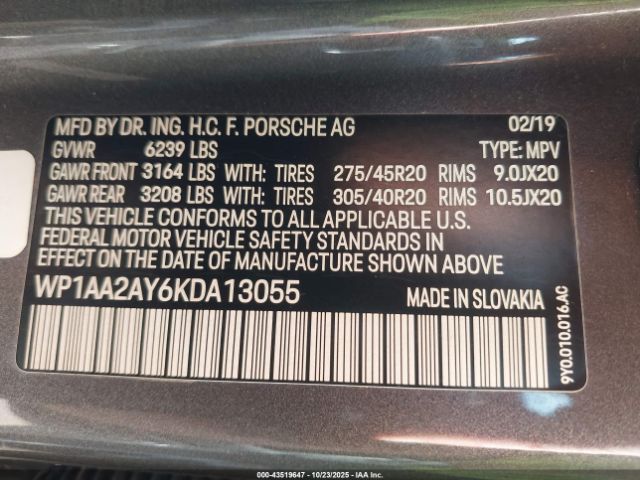 MFD BY DR. ING. H.C. F. PORSCHE AG 02/19
GVWR 6239 LBS TYPE: MPV
GAWR FRONT 3164 LBS WITH: TIRES 275/45R20 RIMS 9.0JX20
GAWR REAR 3208 LBS WITH: TIRES 305/40R20 RIMS 10.5JX20
THIS VEHICLE CONFORMS TO ALL APPLICABLE U.S.
FEDERAL MOTOR VEHICLE SAFETY STANDARDS IN
EFFECT ON THE DATE OF MANUFACTURE SHOWN ABOVE.
WP1AA2AY6KDA13055 MADE IN SLOVAKIA
9Y0.010.016.AC
000-43519647 - 10/23/2025 - IAA Inc.